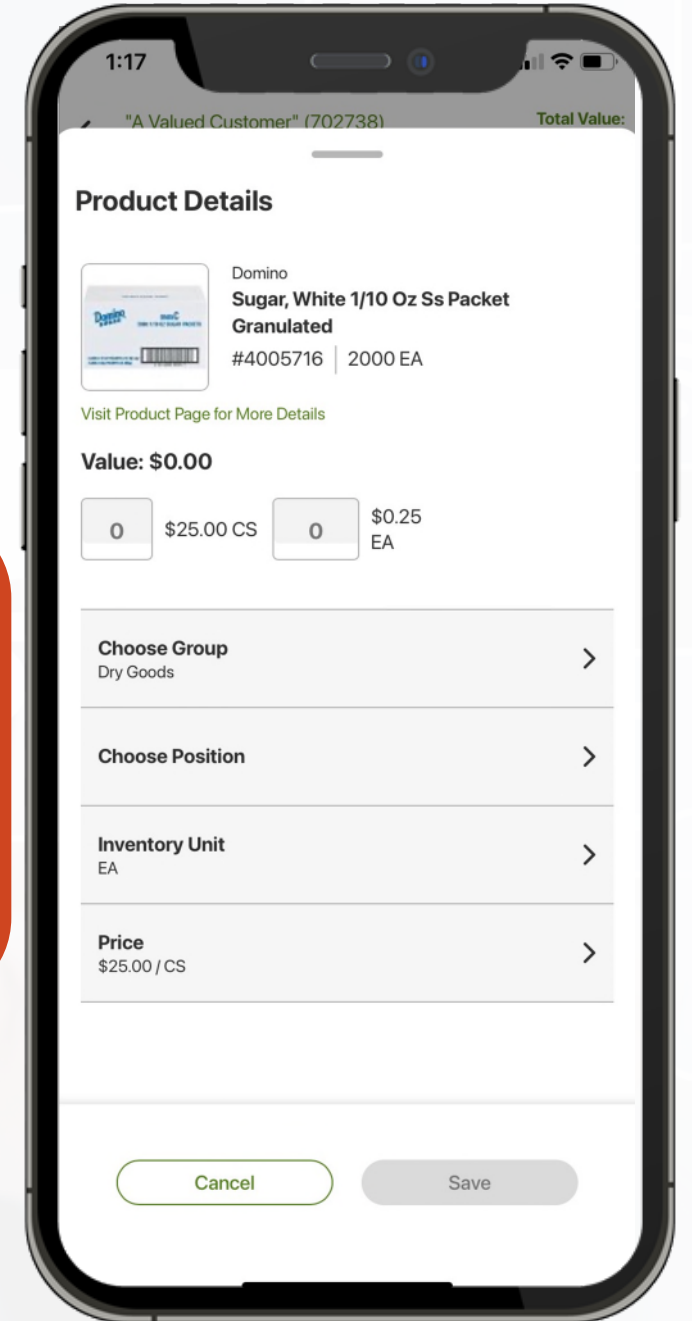 1:17
"A Valued Customer" (702738)
Total Value:
Product Details
Domino
Sugar, White 1/10 Oz Ss Packet
Granulated
#4005716 | 2000 EA
Domino
Visit Product Page for More Details
Value: $0.00
0 $25.00 CS 0 $0.25
EA
Choose Group
Dry Goods
Choose Position
Inventory Unit
EA
Price
$25.00 / CS
Cancel
Save